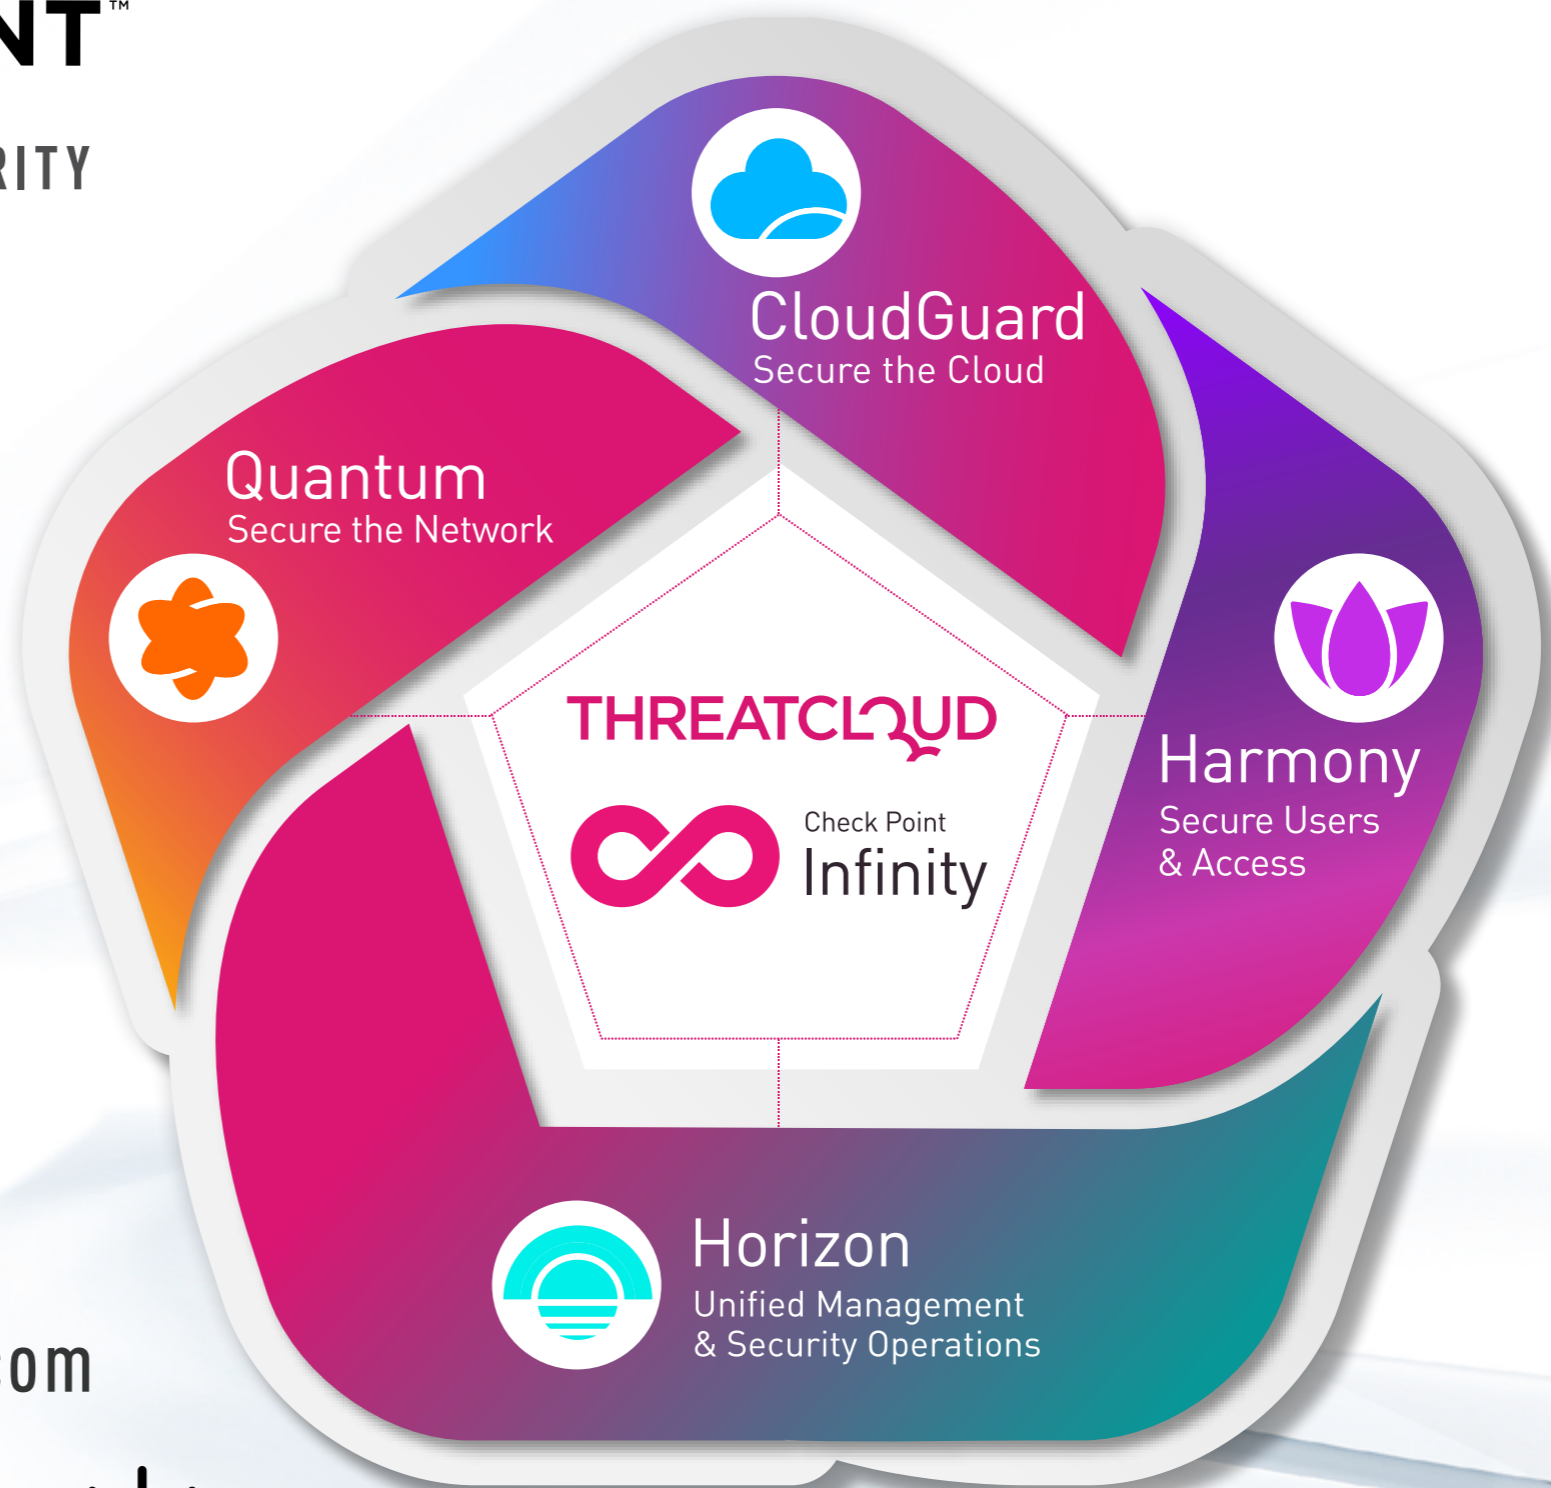 NT™
RITY
CloudGuard
Secure the Cloud
Quantum
Secure the Network
THREATCLOUD
Check Point
Infinity
Harmony
Secure Users
& Access
Horizon
Unified Management
& Security Operations
com